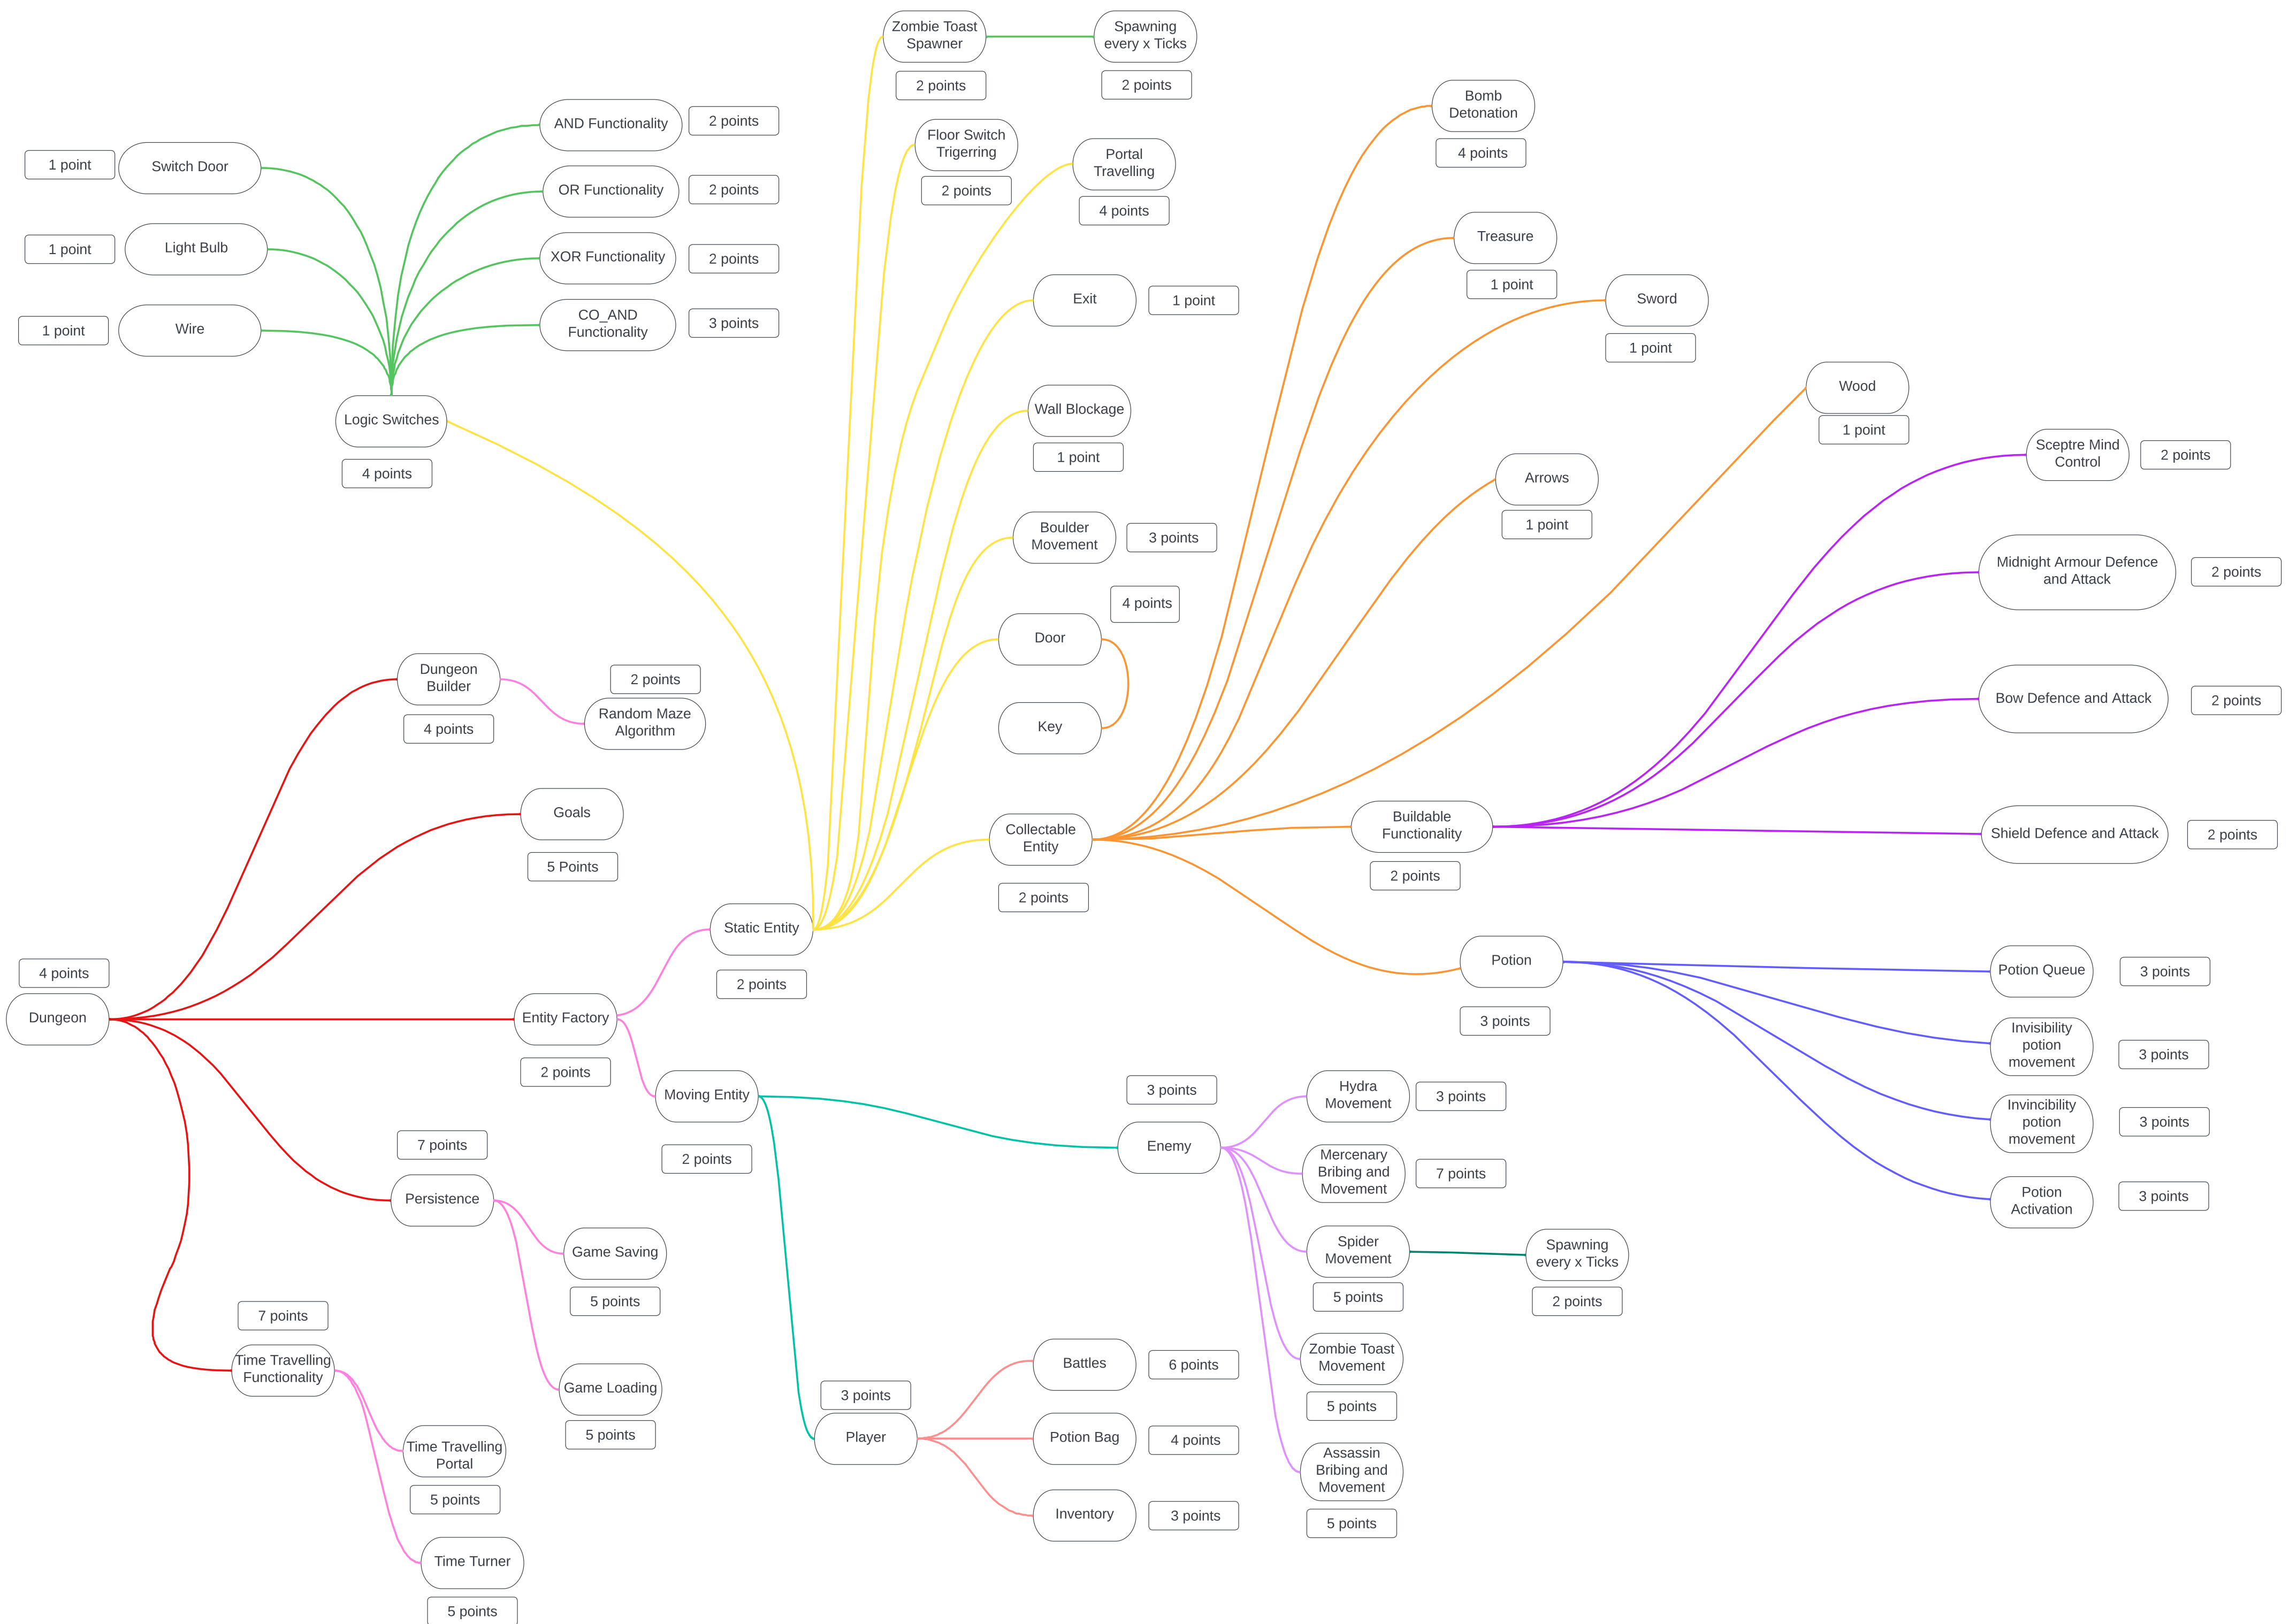 Zombie Toast
Spawner
2 points
Spawning
every x Ticks
2 points
Bomb
Detonation
4 points
AND Functionality
2 points
Floor Switch
Trigerring
2 points
Portal
Travelling
4 points
1 point
Switch Door
OR Functionality
2 points
Treasure
1 point
1 point
Light Bulb
XOR Functionality
2 points
Exit
1 point
Sword
1 point
1 point
Wire
CO_AND
Functionality
3 points
Logic Switches
4 points
Wall Blockage
1 point
Wood
1 point
Sceptre Mind
Control
2 points
Arrows
1 point
Boulder
Movement
3 points
Midnight Armour Defence
and Attack
2 points
4 points
Door
Key
Dungeon
Builder
4 points
2 points
Random Maze
Algorithm
Bow Defence and Attack
2 points
Goals
5 Points
Collectable
Entity
2 points
Buildable
Functionality
2 points
Shield Defence and Attack
2 points
Static Entity
2 points
4 points
Dungeon
Entity Factory
2 points
Potion
3 points
Potion Queue
3 points
Invisibility
potion
movement
3 points
Invincibility
potion
movement
3 points
Potion
Activation
3 points
Moving Entity
2 points
3 points
Enemy
Hydra
Movement
3 points
Mercenary
Bribing and
Movement
7 points
7 points
Persistence
Game Saving
5 points
Spider
Movement
5 points
Spawning
every x Ticks
2 points
7 points
Time Travelling
Functionality
Game Loading
5 points
Zombie Toast
Movement
5 points
Battles
6 points
3 points
Player
Potion Bag
4 points
Assassin
Bribing and
Movement
5 points
Inventory
3 points
Time Travelling
Portal
5 points
Time Turner
5 points